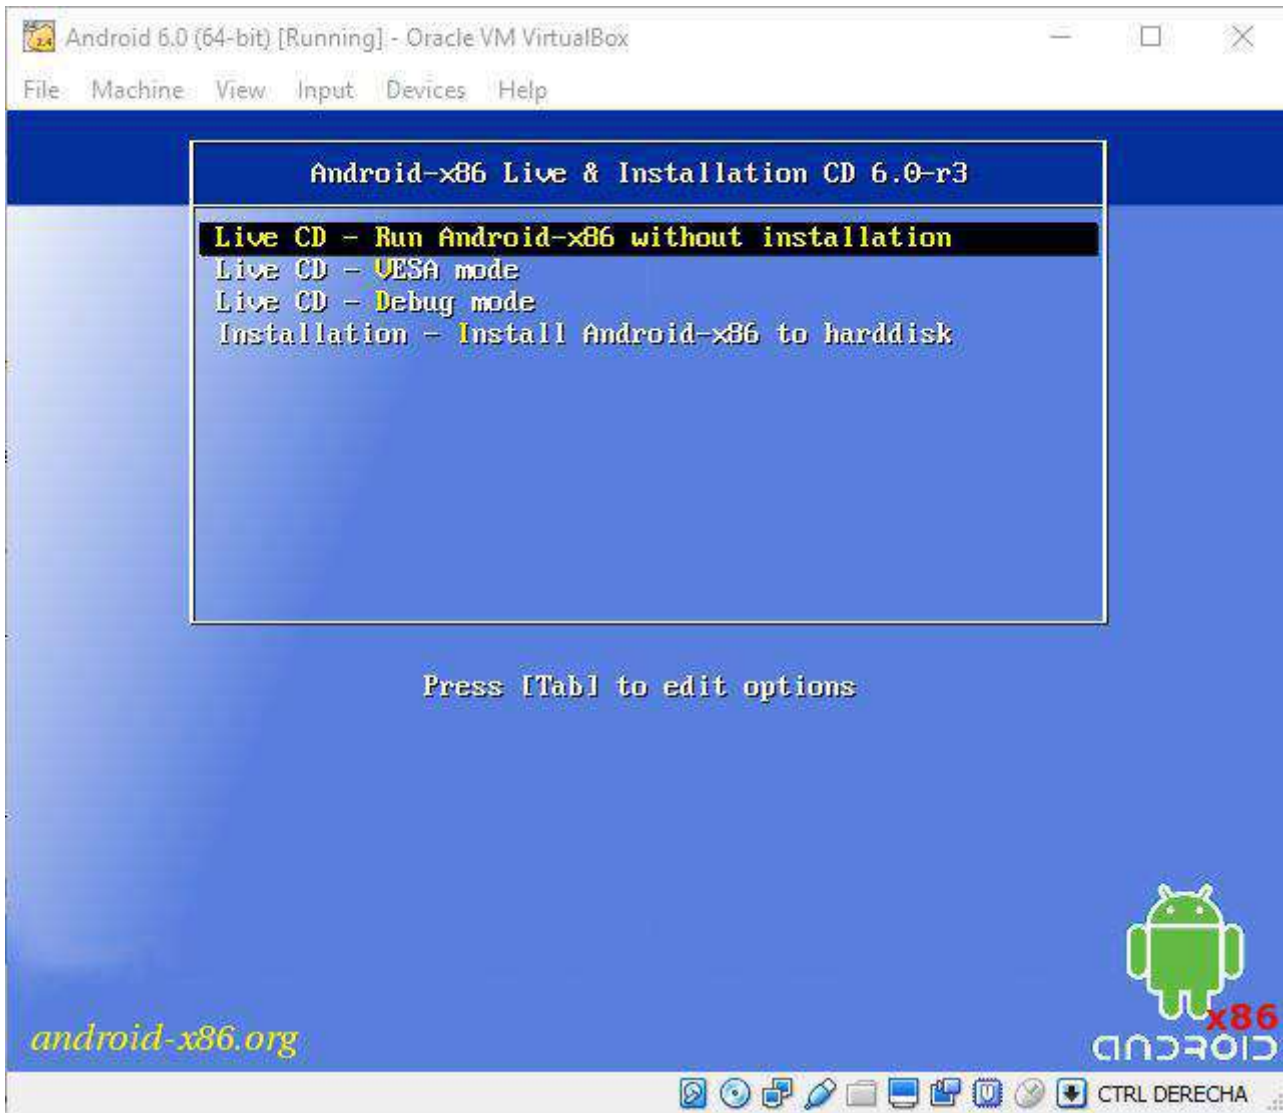 Android 6.0 (64-bit) [Running] - Oracle VM VirtualBox
File Machine View Input Devices Help
Android-x86 Live & Installation CD 6.0-r3
Live CD - Run Android-x86 without installation
Live CD - VESA mode
Live CD - Debug mode
Installation - Install Android-x86 to harddisk
Press [Tab] to edit options
x86
android-x86.org
android
CTRL DERECHA